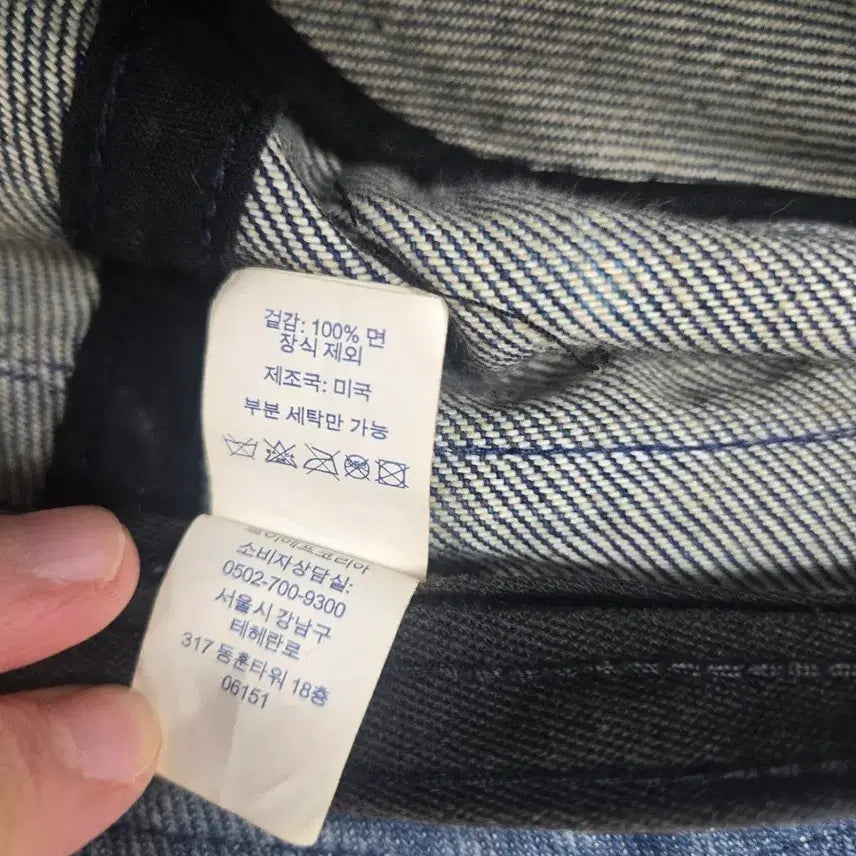 겉감: 100% 면
장식 제외
제조국: 미국
부분 세탁만 가능
소비자상담실:
0502-700-9300
서울시 강남구
테헤란로
317 동훈타워 18층
06151